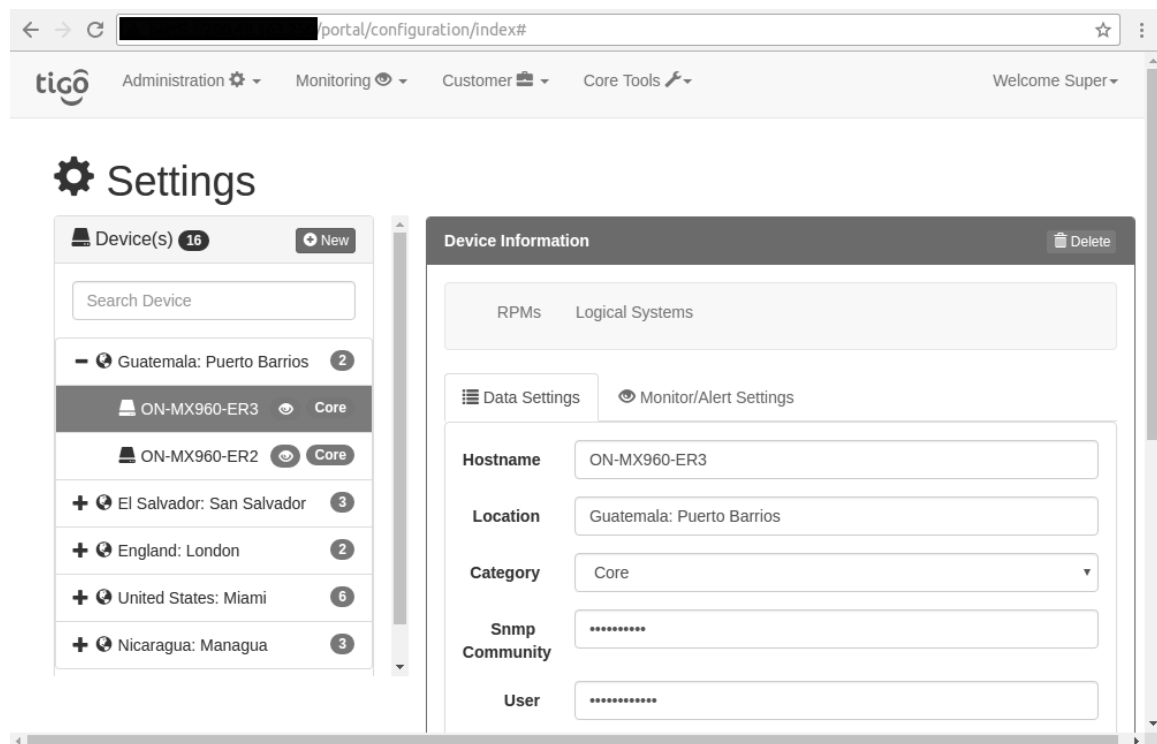 /portal/configuration/index#
tigô Administration Monitoring Customer Core Tools Welcome Super
Settings
Device(s) 16 New
Search Device
Guatemala: Puerto Barrios 2
ON-MX960-ER3 Core
ON-MX960-ER2 Core
El Salvador: San Salvador 3
England: London 2
United States: Miami 6
Nicaragua: Managua 3
Device Information Delete
RPMs Logical Systems
Data Settings Monitor/Alert Settings
Hostname ON-MX960-ER3
Location Guatemala: Puerto Barrios
Category Core
Snmp
Community ••••••••••
User ••••••••••••